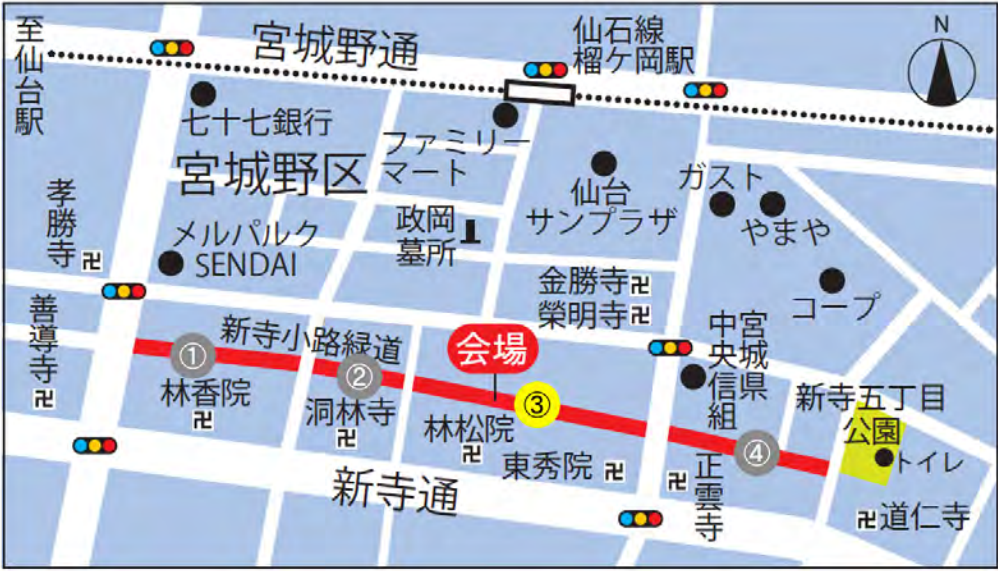 至仙台駅
宮城野通
仙石線
榴ケ岡駅
N
七十七銀行
ファミリー
マート
宮城野区
仙台
サンプラザ
ガスト
やまや
孝勝寺
メルパルク
SENDAI
政岡
墓所
金勝寺
榮明寺
コープ
善導寺
新寺小路緑道
会場
宮城県
中央信組
新寺五丁目
公園
トイレ
①
②
③
④
林香院
洞林寺
林松院
東秀院
正雲寺
道仁寺
新寺通